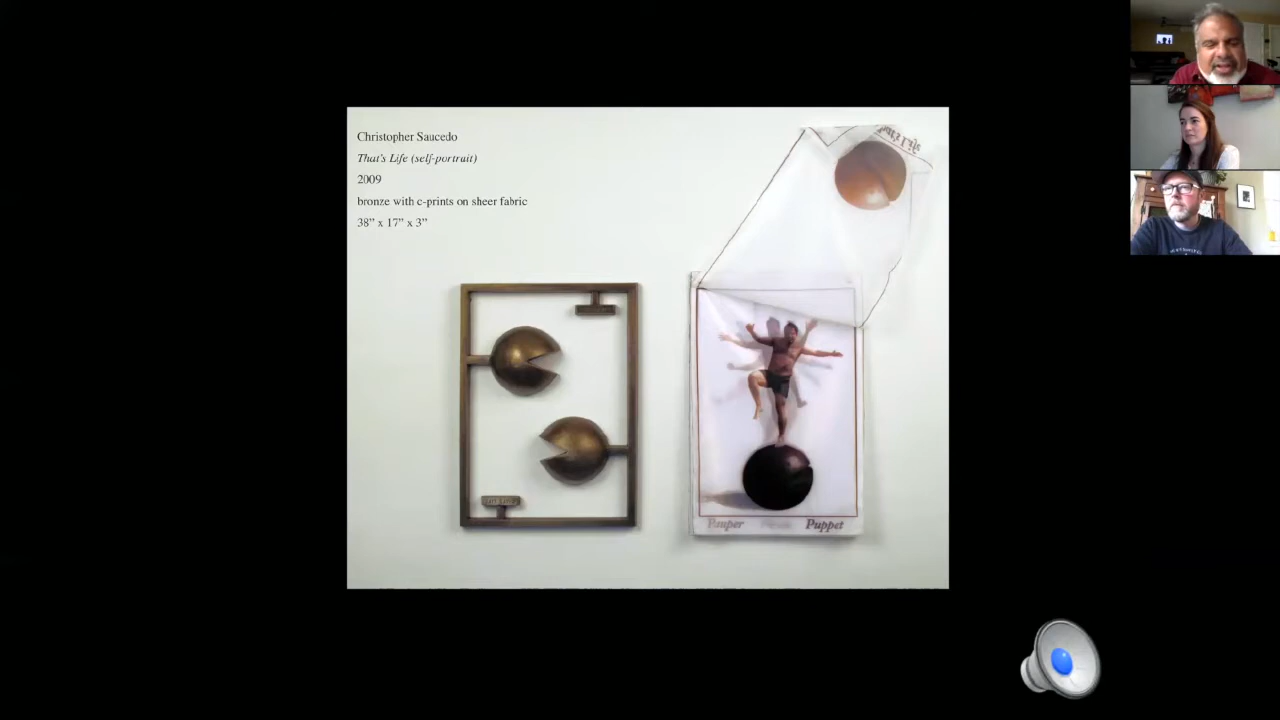 Christopher Saucedo
That's Life (self-portrait)
2009
bronze with c-prints on sheer fabric
38” x 17” x 3”
Pauper
Puppet